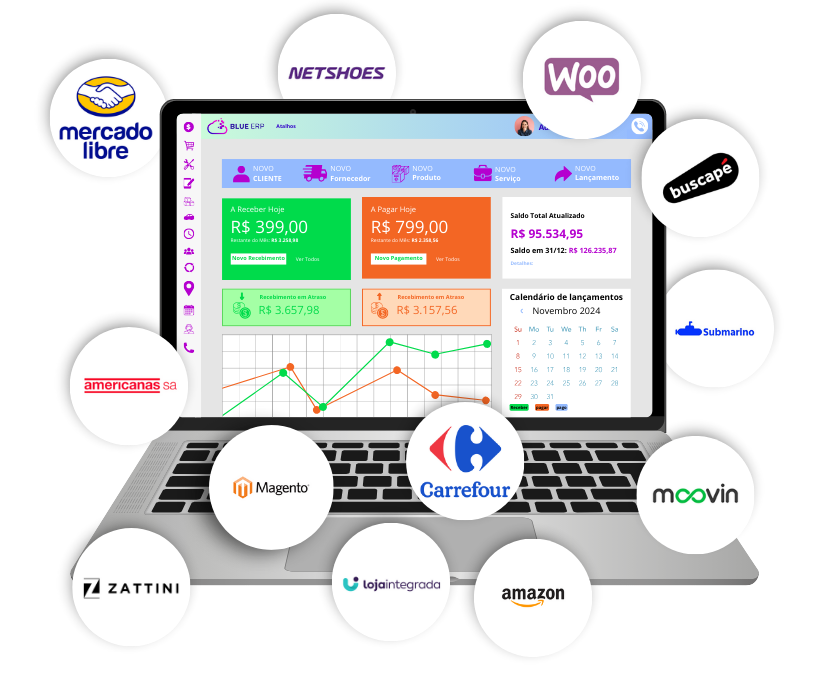 NETSHOES
WOO
mercado
libre
buscapé
Submarino
americanas sa
Magento
Carrefour
moovin
ZATTINI
lojaintegrada
amazon
BLUE ERP
Atalhos
NOVO
CLIENTE
NOVO
Fornecedor
NOVO
Produto
NOVO
Serviço
NOVO
Lançamento
A Receber Hoje
R$ 399,00
Restante do Mês: R$ 3.259,98
Novo Recebimento
Ver Todos
A Pagar Hoje
R$ 799,00
Restante do Mês: R$ 2.358,56
Novo Pagamento
Ver Todos
Saldo Total Atualizado
R$ 95.534,95
Saldo em 31/12: R$ 126.235,87
Detalhes:
Recebimento em Atraso
R$ 3.657,98
Recebimento em Atraso
R$ 3.157,56
Calendário de lançamentos
‹ Novembro 2024
Su Mo Tu We Th Fr Sa
1 2 3 4 5 6 7
8 9 10 11 12 13 14
15 16 17 18 19 20 21
22 23 24 25 26 27 28
29 30 31
Receber pagar pago